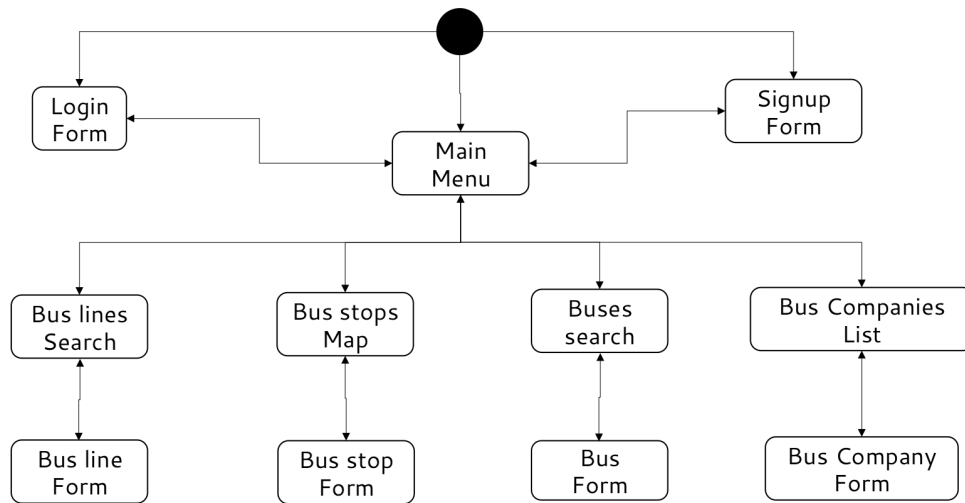 Login
Form
Signup
Form
Main
Menu
Bus lines
Search
Bus stops
Map
Buses
search
Bus Companies
List
Bus line
Form
Bus stop
Form
Bus
Form
Bus Company
Form